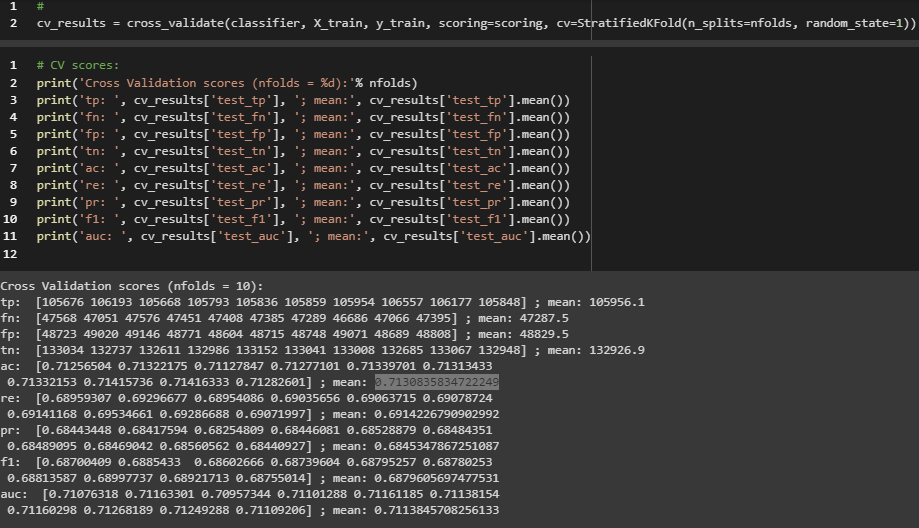 1 #
2 cv_results = cross_validate(classifier, X_train, y_train, scoring=scoring, cv=StratifiedKFold(n_splits=nfolds, random_state=1))
1 # CV scores:
2 print('Cross Validation scores (nfolds = %d):'% nfolds)
3 print('tp: ', cv_results['test_tp'], '; mean:', cv_results['test_tp'].mean())
4 print('fn: ', cv_results['test_fn'], '; mean:', cv_results['test_fn'].mean())
5 print('fp: ', cv_results['test_fp'], '; mean:', cv_results['test_fp'].mean())
6 print('tn: ', cv_results['test_tn'], '; mean:', cv_results['test_tn'].mean())
7 print('ac: ', cv_results['test_ac'], '; mean:', cv_results['test_ac'].mean())
8 print('re: ', cv_results['test_re'], '; mean:', cv_results['test_re'].mean())
9 print('pr: ', cv_results['test_pr'], '; mean:', cv_results['test_pr'].mean())
10 print('f1: ', cv_results['test_f1'], '; mean:', cv_results['test_f1'].mean())
11 print('auc: ', cv_results['test_auc'], '; mean:', cv_results['test_auc'].mean())
12
Cross Validation scores (nfolds = 10):
tp:  [105676 106193 105668 105793 105836 105859 105954 106557 106177 105848] ; mean: 105956.1
fn:  [47568 47051 47576 47451 47408 47385 47289 46686 47066 47395] ; mean: 47287.5
fp:  [48723 49020 49146 48771 48604 48715 48748 49071 48689 48808] ; mean: 48829.5
tn:  [133034 132737 132611 132986 133152 133041 133008 132685 133067 132948] ; mean: 132926.9
ac:  [0.71256504 0.71322175 0.71127847 0.71277101 0.71339701 0.71313433
 0.71332153 0.71415736 0.71416333 0.71282601] ; mean: 0.7130835834722249
re:  [0.68959307 0.69296677 0.68954086 0.69035656 0.69063715 0.69078724
 0.69141168 0.69534661 0.69286688 0.69071997] ; mean: 0.6914226790902992
pr:  [0.68443448 0.68417594 0.68254809 0.68446081 0.68528879 0.68484351
 0.68489095 0.68469042 0.68560562 0.68440927] ; mean: 0.6845347867251087
f1:  [0.68700409 0.6885433  0.68602666 0.68739604 0.68795257 0.68780253
 0.68813587 0.68997737 0.68921713 0.68755014] ; mean: 0.6879605697477531
auc:  [0.71076318 0.71163301 0.70957344 0.71101288 0.71161185 0.71138154
 0.71160298 0.71268189 0.71249288 0.71109206] ; mean: 0.7113845708256133